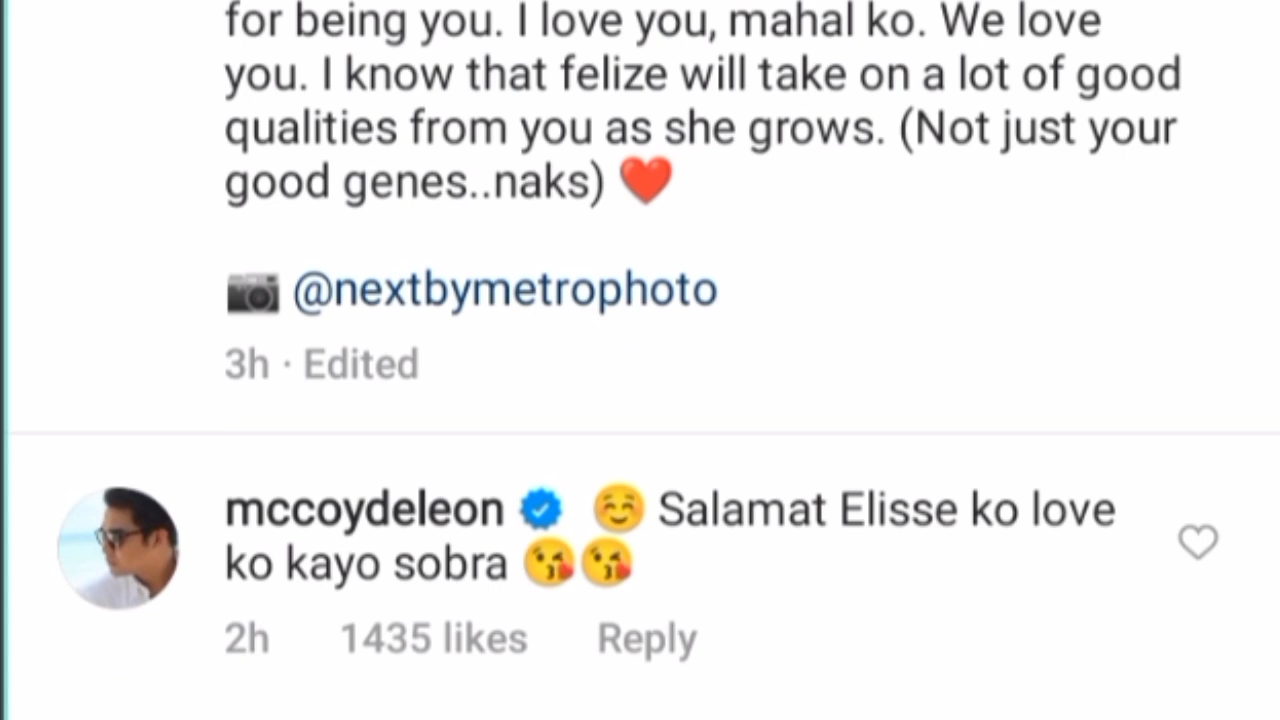 for being you. I love you, mahal ko. We love
you. I know that felize will take on a lot of good
qualities from you as she grows. (Not just your
good genes..naks) ❤️
📷 @nextbymetrophoto
3h · Edited
mccoydeleon ☺️ Salamat Elisse ko love
ko kayo sobra 😘😘
2h 1435 likes Reply